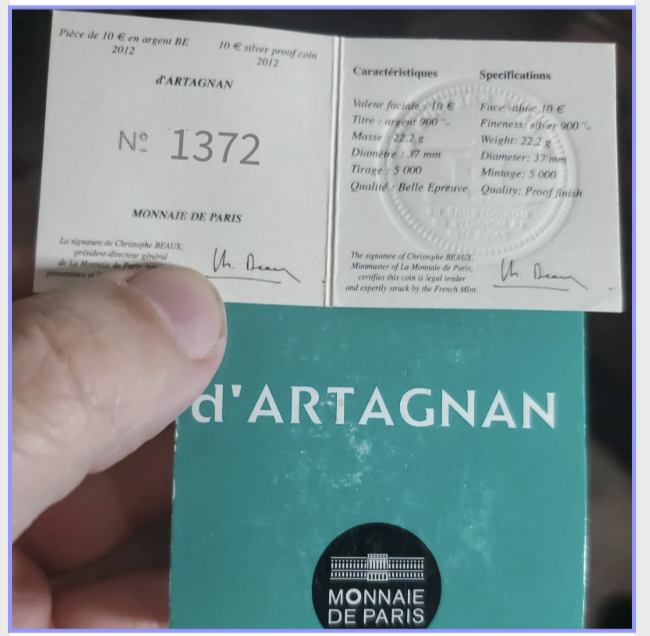 Pièce de 10 € en argent BE
2012
10 € silver proof coin
2012
d'ARTAGNAN
Nº 1372
MONNAIE DE PARIS
La signature de Christophe BEAUX,
président-directeur général
de La Monnaie de Paris,
Caractéristiques
Valeur faciale : 10 €
Titre : argent 900 ‰
Masse : 22,2 g
Diamètre : 37 mm
Tirage : 5 000
Qualité : Belle Epreuve
Specifications
Face value: 10 €
Fineness: silver 900 ‰
Weight: 22,2 g
Diameter: 37 mm
Mintage: 5 000
Quality: Proof finish
The signature of Christophe BEAUX,
Mintmaster of La Monnaie de Paris,
certifies this coin is legal tender
and expertly struck by the French Mint.
d'ARTAGNAN
MONNAIE
DE PARIS